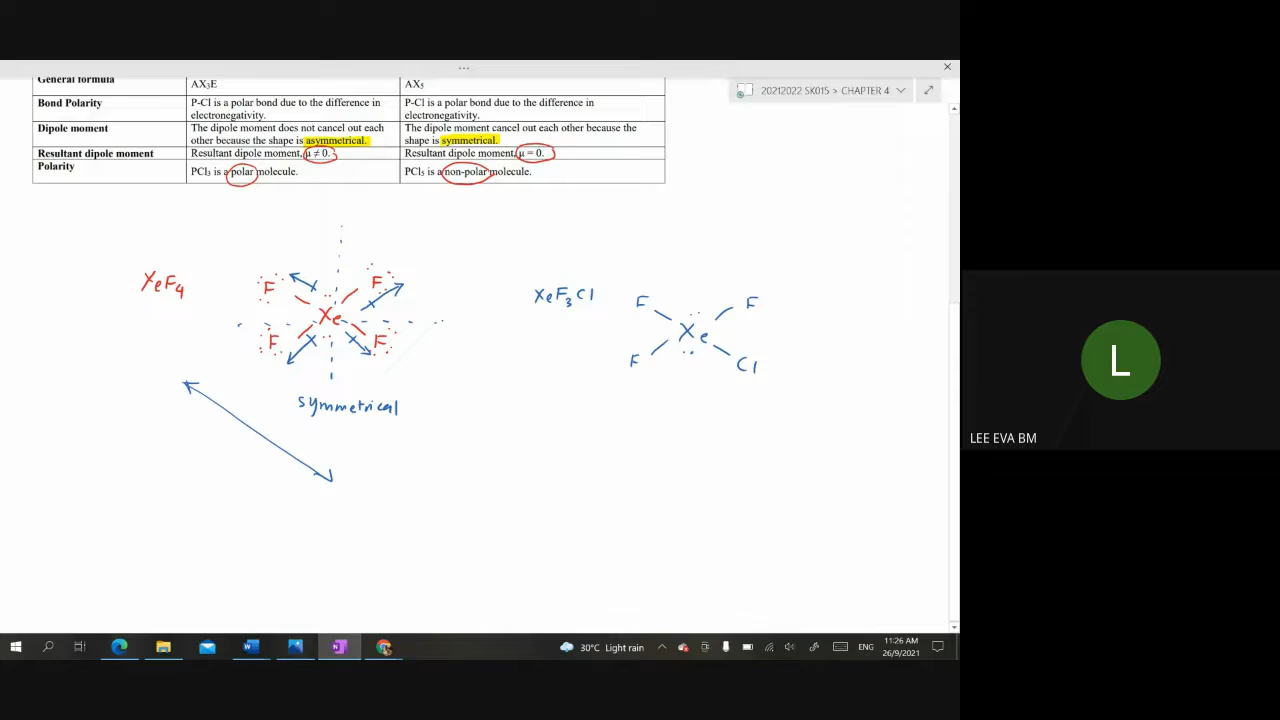 General formula AX₃E AX₅
Bond Polarity P-Cl is a polar bond due to the difference in electronegativity. P-Cl is a polar bond due to the difference in electronegativity.
Dipole moment The dipole moment does not cancel out each other because the shape is asymmetrical. The dipole moment cancel out each other because the shape is symmetrical.
Resultant dipole moment Resultant dipole moment, μ ≠ 0. Resultant dipole moment, μ = 0.
Polarity PCl₃ is a polar molecule. PCl₅ is a non-polar molecule.
20212022 SK015 > CHAPTER 4
XeF₄
F F
Xe
F F
symmetrical
XeF₃Cl
F F
Xe
F Cl
L
LEE EVA BM
30°C Light rain
ENG
11:26 AM
26/9/2021